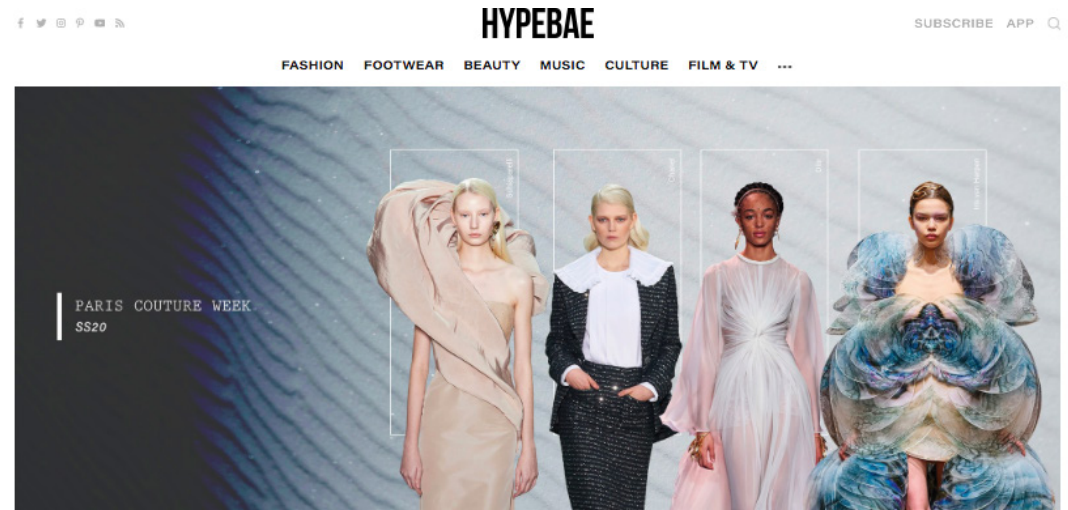 HYPEBAE
SUBSCRIBE APP
FASHION FOOTWEAR BEAUTY MUSIC CULTURE FILM & TV ...
PARIS COUTURE WEEK
SS20